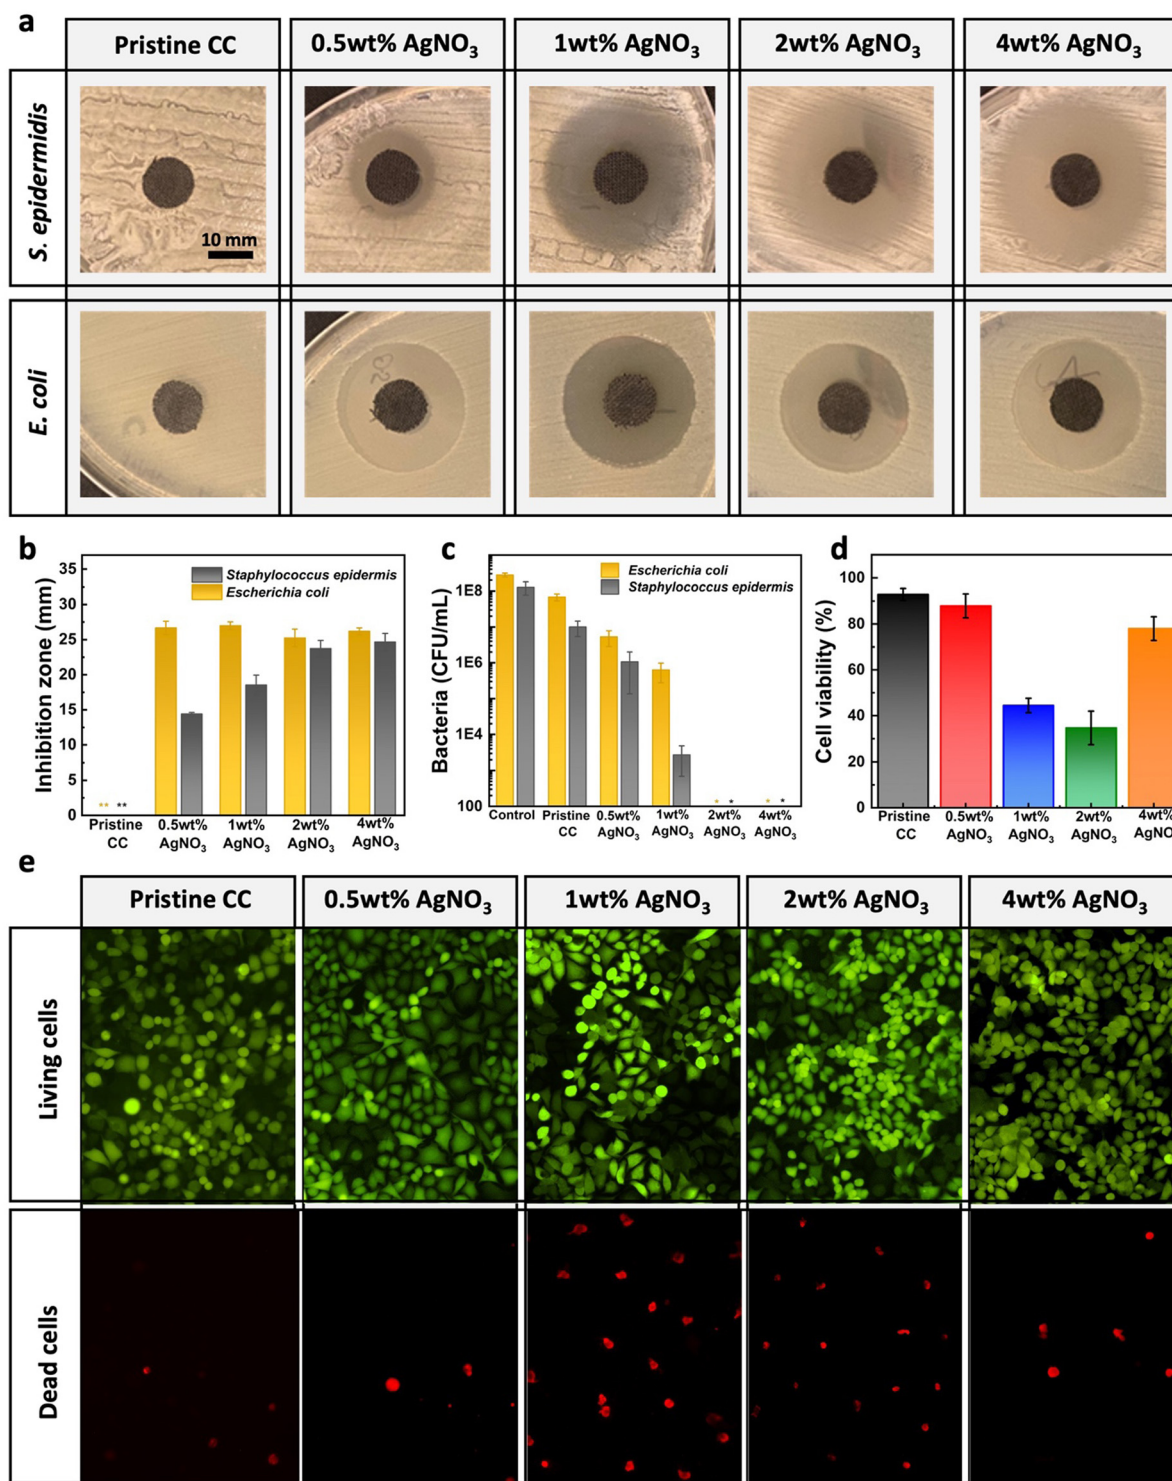 a
Pristine CC
0.5wt% AgNO₃
1wt% AgNO₃
2wt% AgNO₃
4wt% AgNO₃
S. epidermidis
10 mm
E. coli
b
Inhibition zone (mm)
35
30
25
20
15
10
5
0
Staphylococcus epidermis
Escherichia coli
** **
Pristine CC
0.5wt% AgNO₃
1wt% AgNO₃
2wt% AgNO₃
4wt% AgNO₃
c
Bacteria (CFU/mL)
1E8
1E6
1E4
100
Escherichia coli
Staphylococcus epidermis
* *
* *
Control
Pristine CC
0.5wt% AgNO₃
1wt% AgNO₃
2wt% AgNO₃
4wt% AgNO₃
d
Cell viability (%)
100
80
60
40
20
0
Pristine CC
0.5wt% AgNO₃
1wt% AgNO₃
2wt% AgNO₃
4wt% AgNO
e
Pristine CC
0.5wt% AgNO₃
1wt% AgNO₃
2wt% AgNO₃
4wt% AgNO₃
Living cells
Dead cells